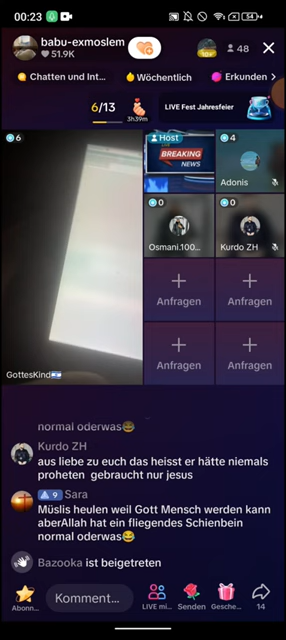 00:23
54
babu-exmoslem
51.9K
48
Chatten und Int...
Wöchentlich
Erkunden
6/13
3h39m
LIVE Fest Jahresfeier
6
Host
BREAKING
NEWS
4
Adonis
0
Osmani.100...
0
Kurdo ZH
Anfragen
Anfragen
Anfragen
Anfragen
GottesKind🇮🇱
normal oderwas😂
Kurdo ZH
aus liebe zu euch das heisst er hätte niemals
proheten gebraucht nur jesus
9 Sara
Müslis heulen weil Gott Mensch werden kann
aberAllah hat ein fliegendes Schienbein
normal oderwas😂
Bazooka ist beigetreten
Abonn...
Komment...
LIVE mi...
Senden
Gesche...
14